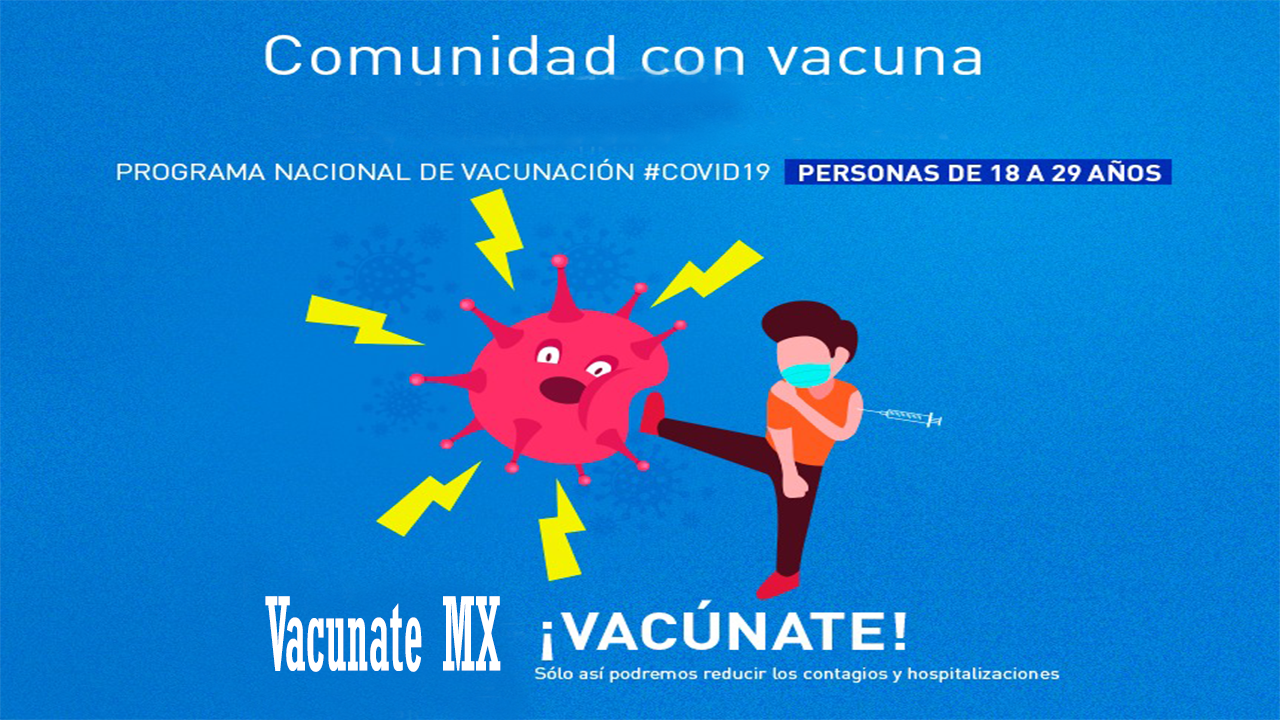 Comunidad con vacuna
PROGRAMA NACIONAL DE VACUNACIÓN #COVID19 PERSONAS DE 18 A 29 AÑOS
Vacunate MX
¡VACÚNATE!
Sólo así podremos reducir los contagios y hospitalizaciones